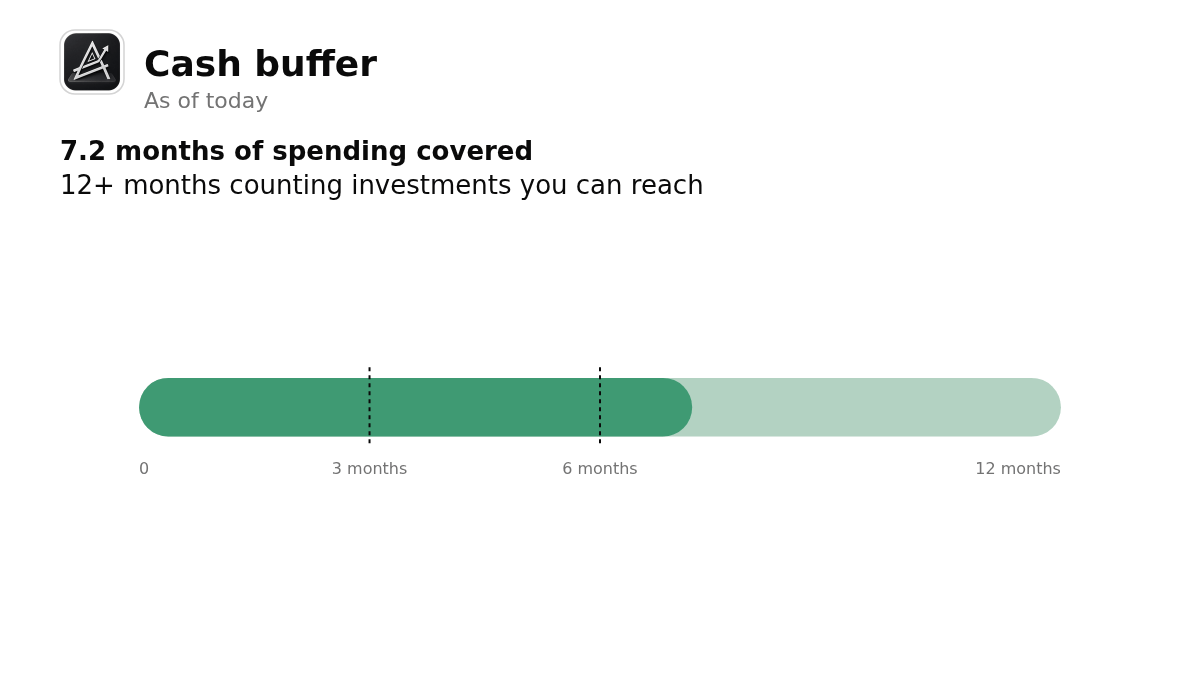 Cash buffer
As of today
7.2 months of spending covered
12+ months counting investments you can reach
0
3 months
6 months
12 months